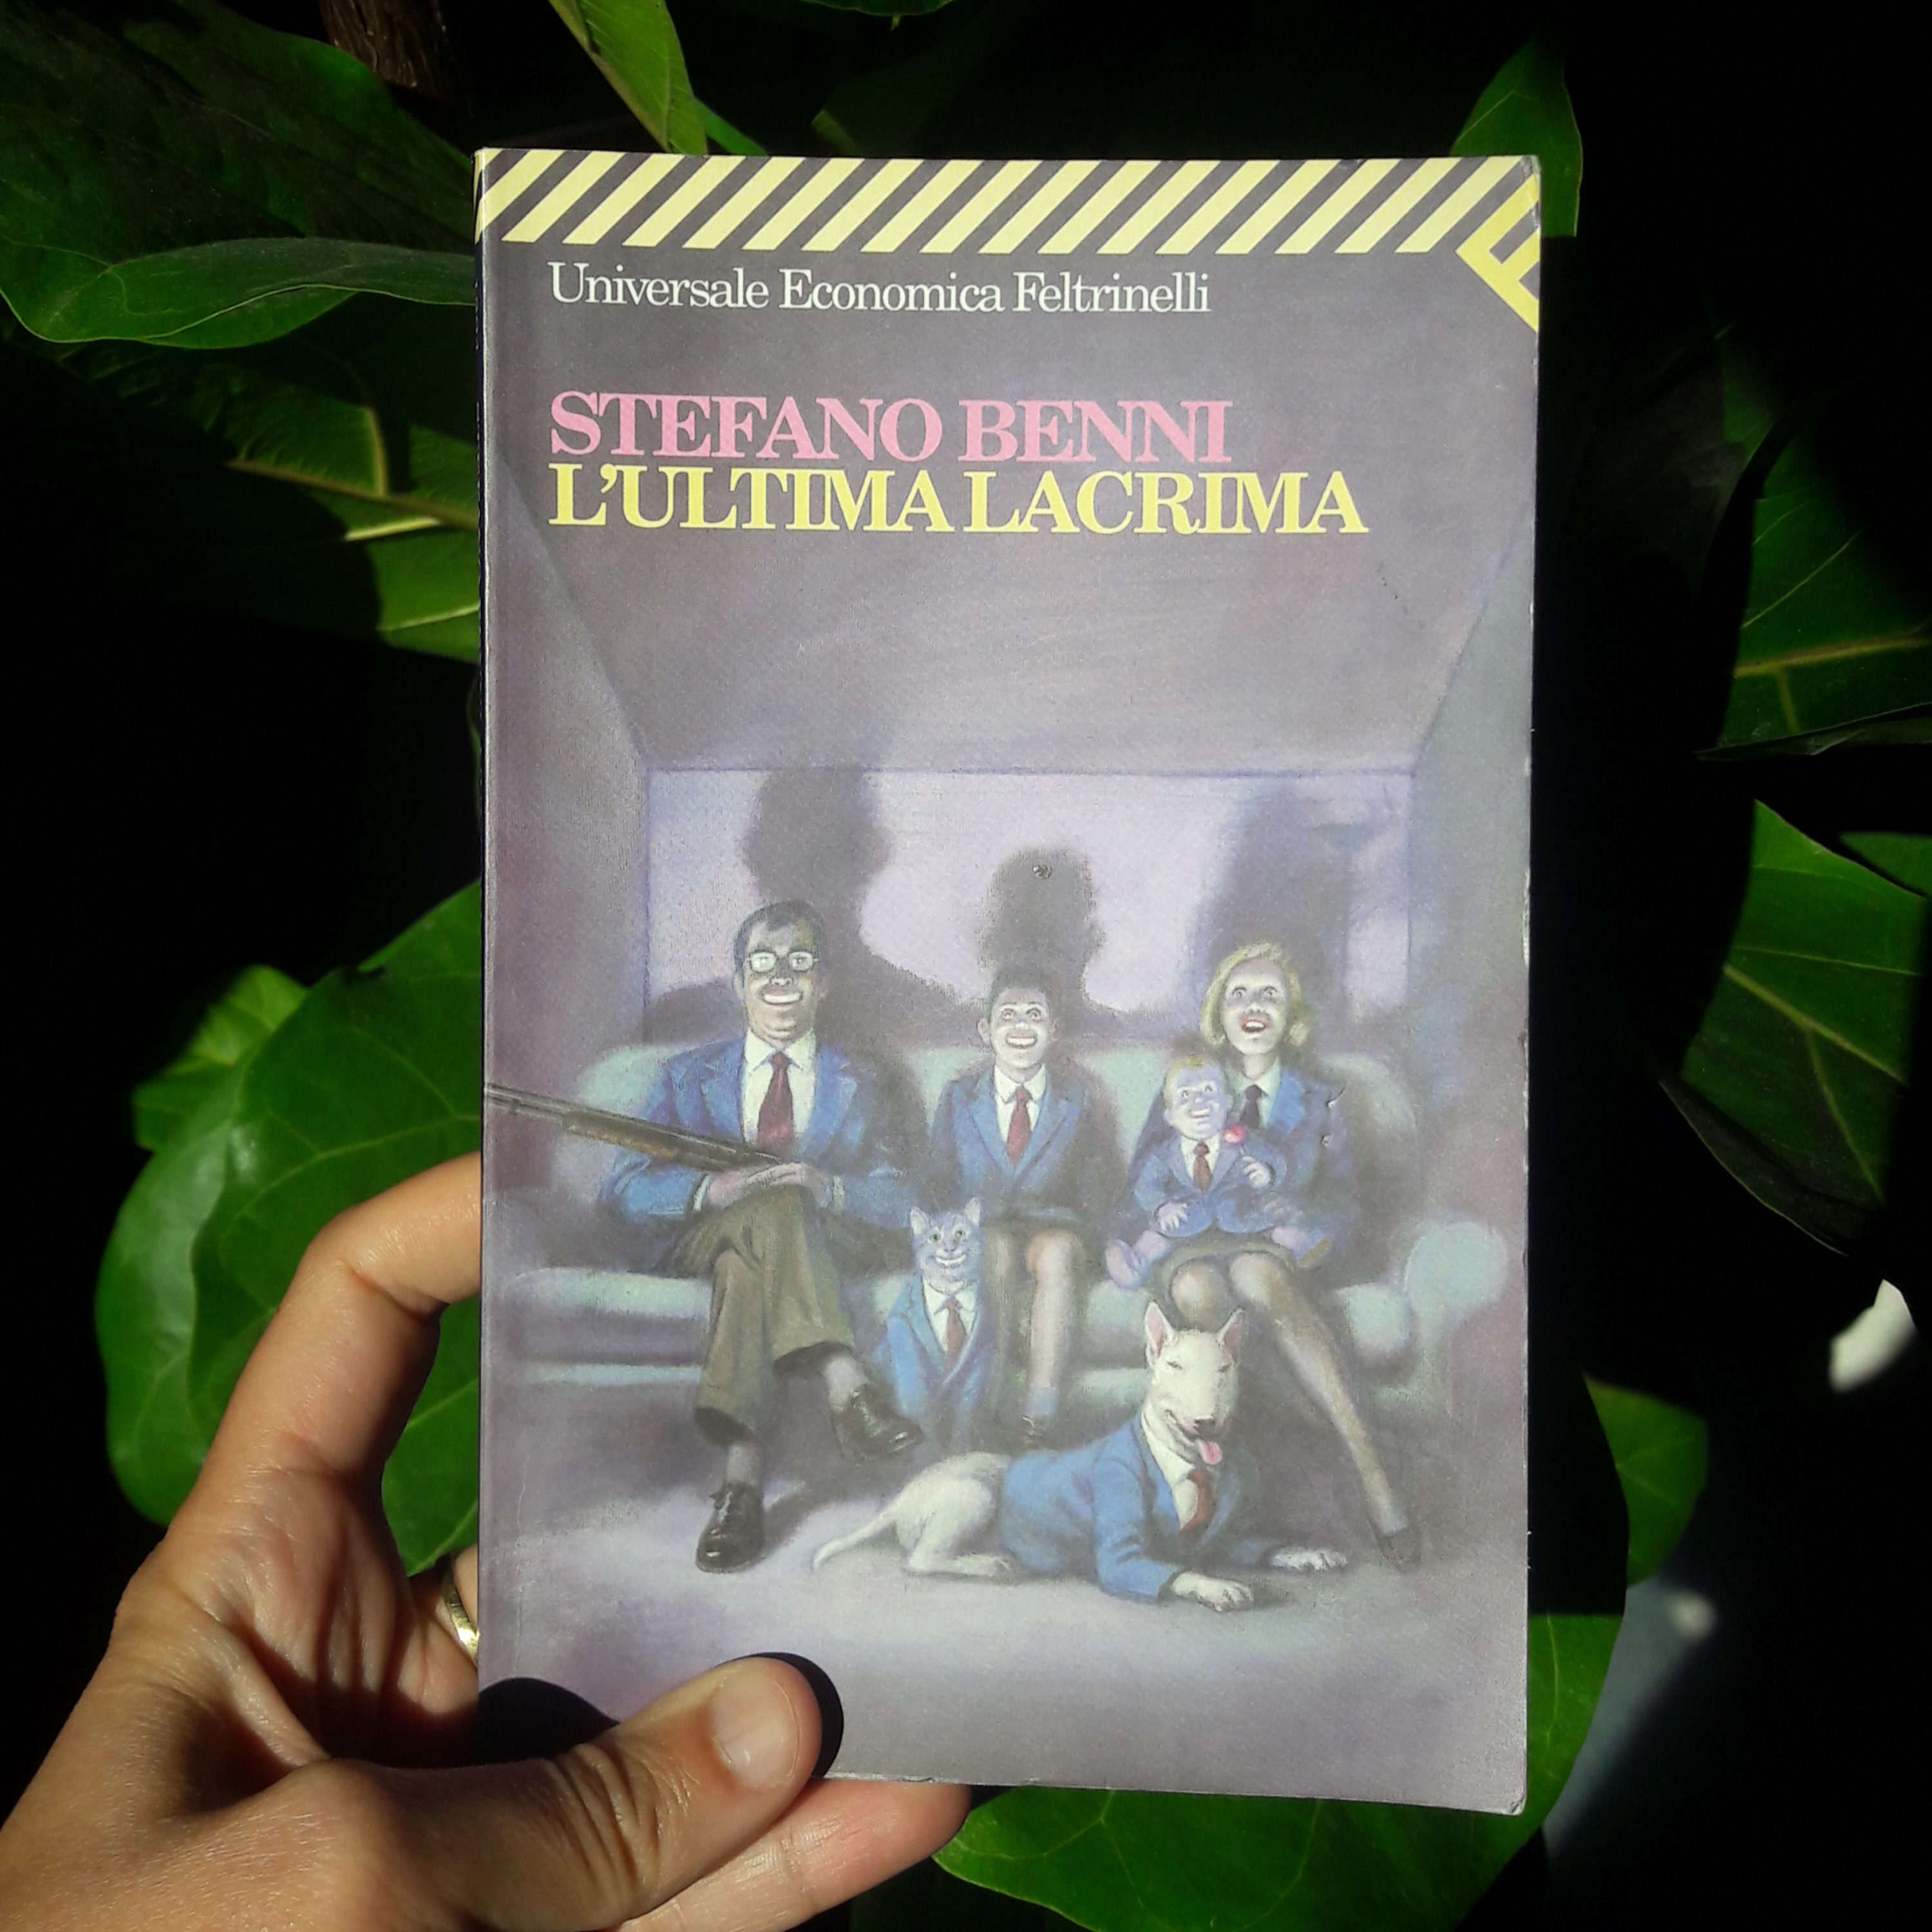 Universale Economica Feltrinelli
STEFANO BENNI
L'ULTIMA LACRIMA